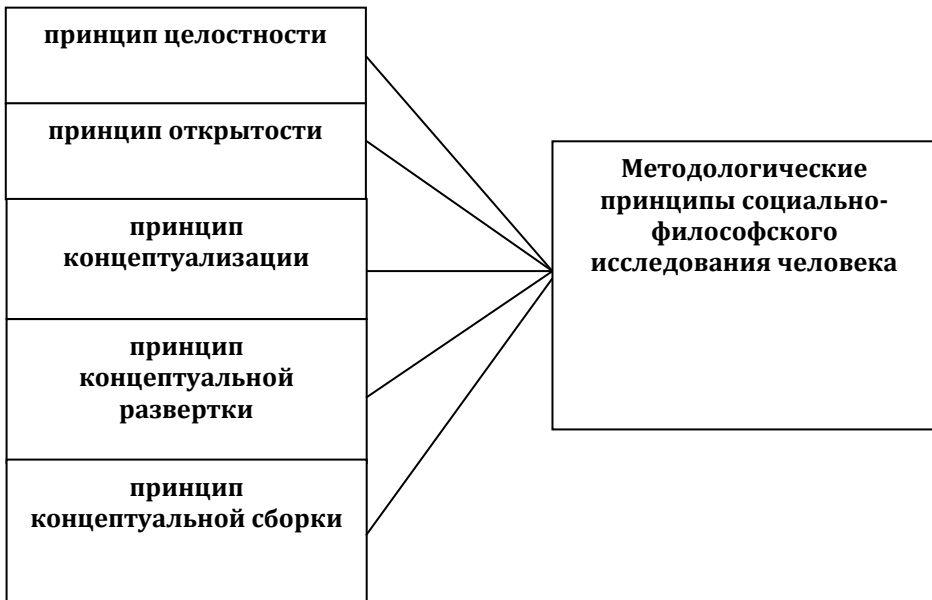 принцип целостности
принцип открытости
принцип
концептуализации
принцип
концептуальной
развертки
принцип
концептуальной сборки
Методологические
принципы социально-
философского
исследования человека